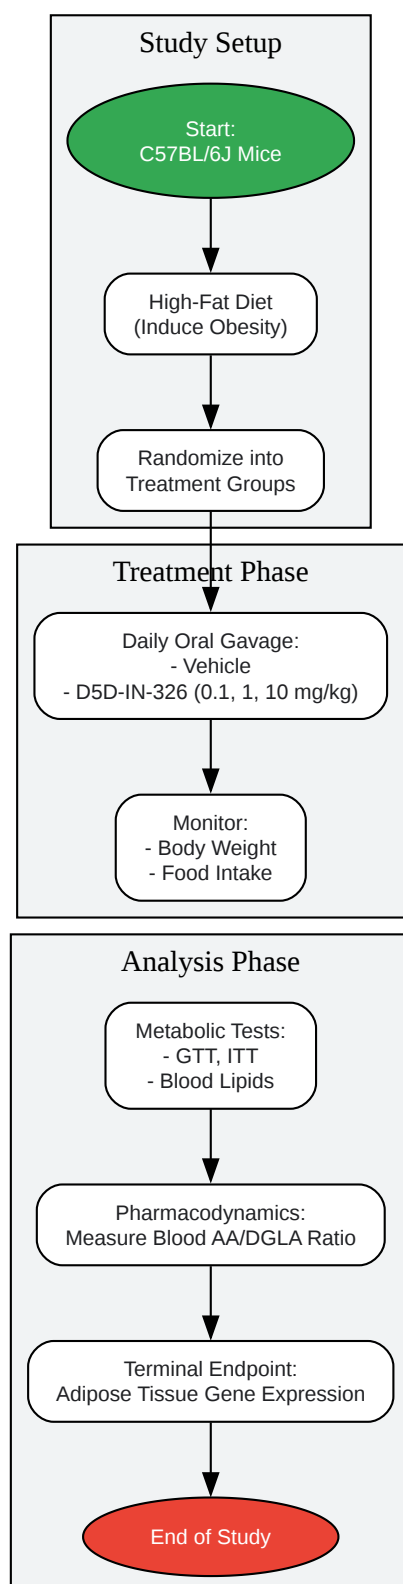 Study Setup
Start:
C57BL/6J Mice
High-Fat Diet
(Induce Obesity)
Randomize into
Treatment Groups
Treatment Phase
Daily Oral Gavage:
- Vehicle
- D5D-IN-326 (0.1, 1, 10 mg/kg)
Monitor:
- Body Weight
- Food Intake
Analysis Phase
Metabolic Tests:
- GTT, ITT
- Blood Lipids
Pharmacodynamics:
Measure Blood AA/DGLA Ratio
Terminal Endpoint:
Adipose Tissue Gene Expression
End of Study